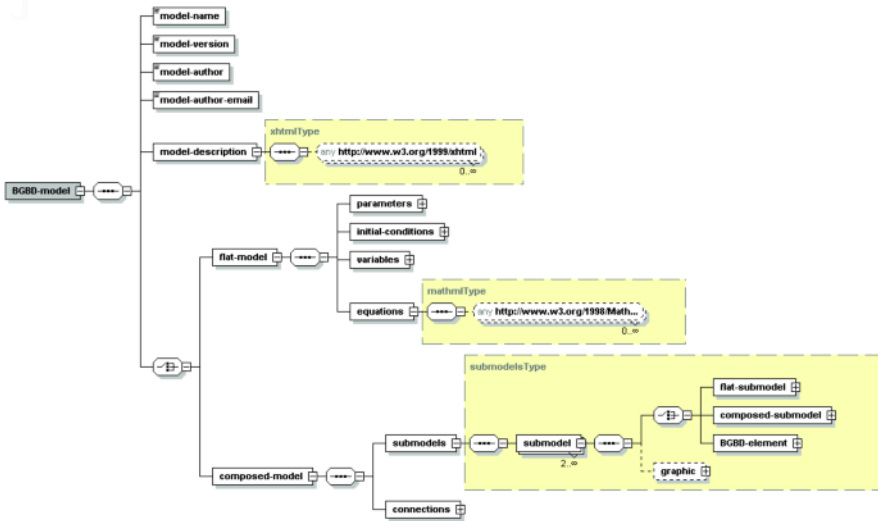 model-name
model-version
model-author
model-author-email
xhtmlType
model-description
any http://www.w3.org/1999/xhtml
0..∞
BGBD-model
parameters
initial-conditions
flat-model
variables
mathmlType
equations
any http://www.w3.org/1998/Math...
0..∞
submodelsType
flat-submodel
composed-submodel
submodels
submodel
BGBD-element
2..∞
graphic
composed-model
connections